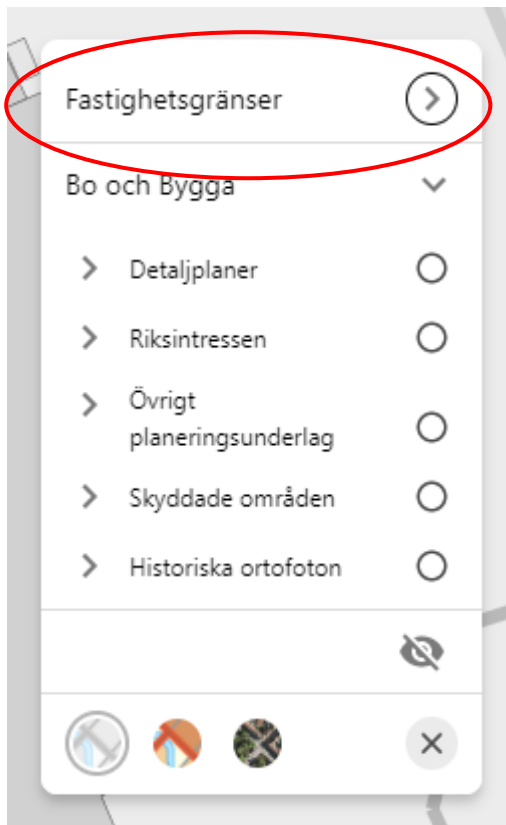 Fastighetsgränser
Bo och Bygga
Detaljplaner
Riksintressen
Övrigt
planeringsunderlag
Skyddade områden
Historiska ortofoton